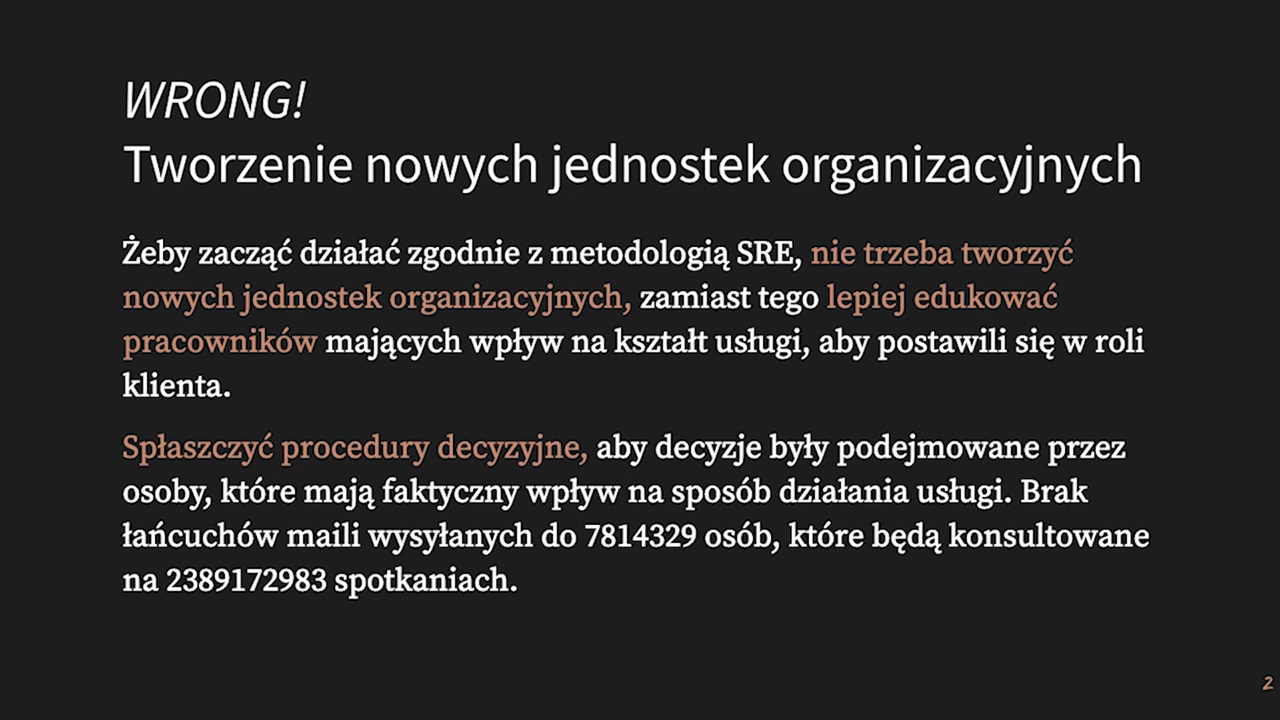 WRONG!
Tworzenie nowych jednostek organizacyjnych
Żeby zacząć działać zgodnie z metodologią SRE, nie trzeba tworzyć
nowych jednostek organizacyjnych, zamiast tego lepiej edukować
pracowników mających wpływ na kształt usługi, aby postawili się w roli
klienta.
Spłaszczyć procedury decyzyjne, aby decyzje były podejmowane przez
osoby, które mają faktyczny wpływ na sposób działania usługi. Brak
łańcuchów maili wysyłanych do 7814329 osób, które będą konsultowane
na 2389172983 spotkaniach.
2